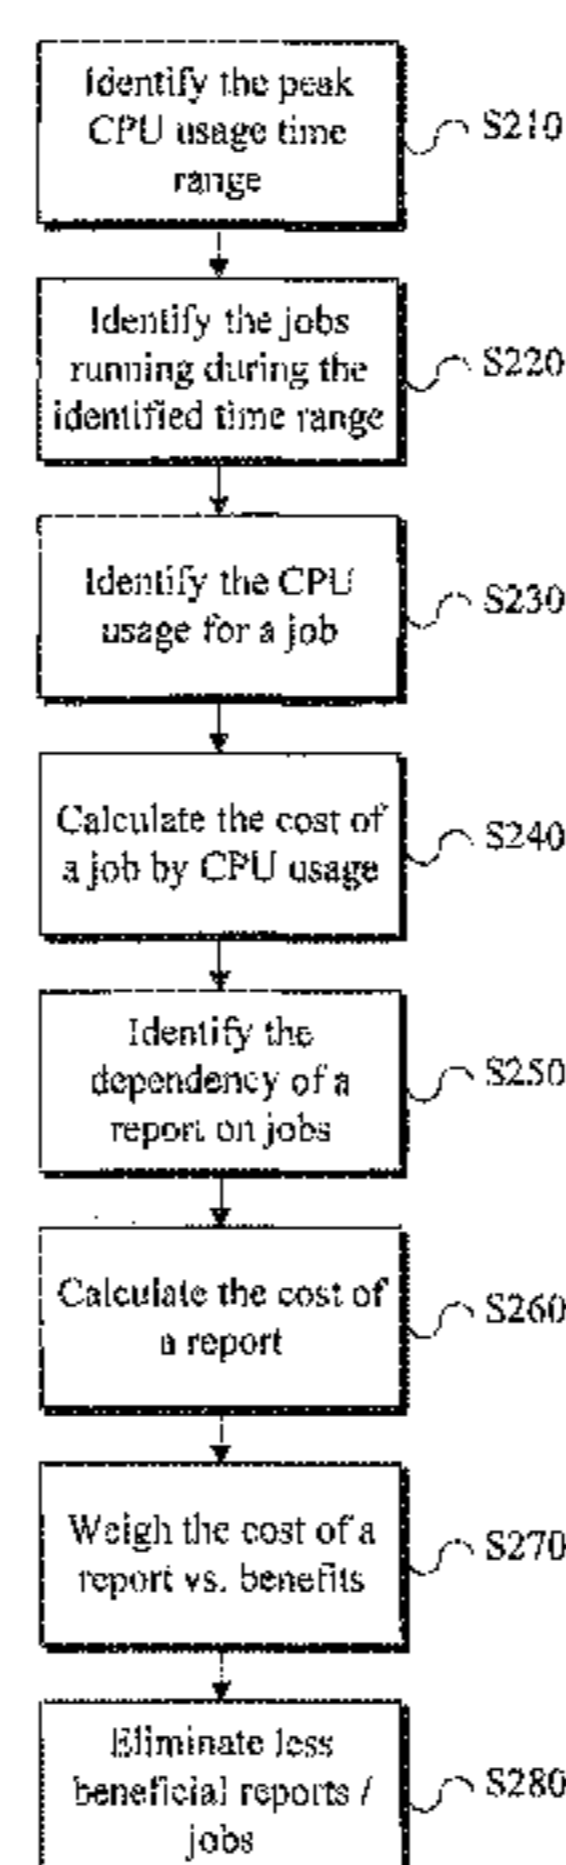 Identify the peak
CPU usage time
range
S210
Identify the jobs
running during the
identified time range
S220
Identify the CPU
usage for a job
S230
Calculate the cost of
a job by CPU usage
S240
Identify the
dependency of a
report on jobs
S250
Calculate the cost of
a report
S260
Weigh the cost of a
report vs. benefits
S270
Eliminate less
beneficial reports /
jobs
S280